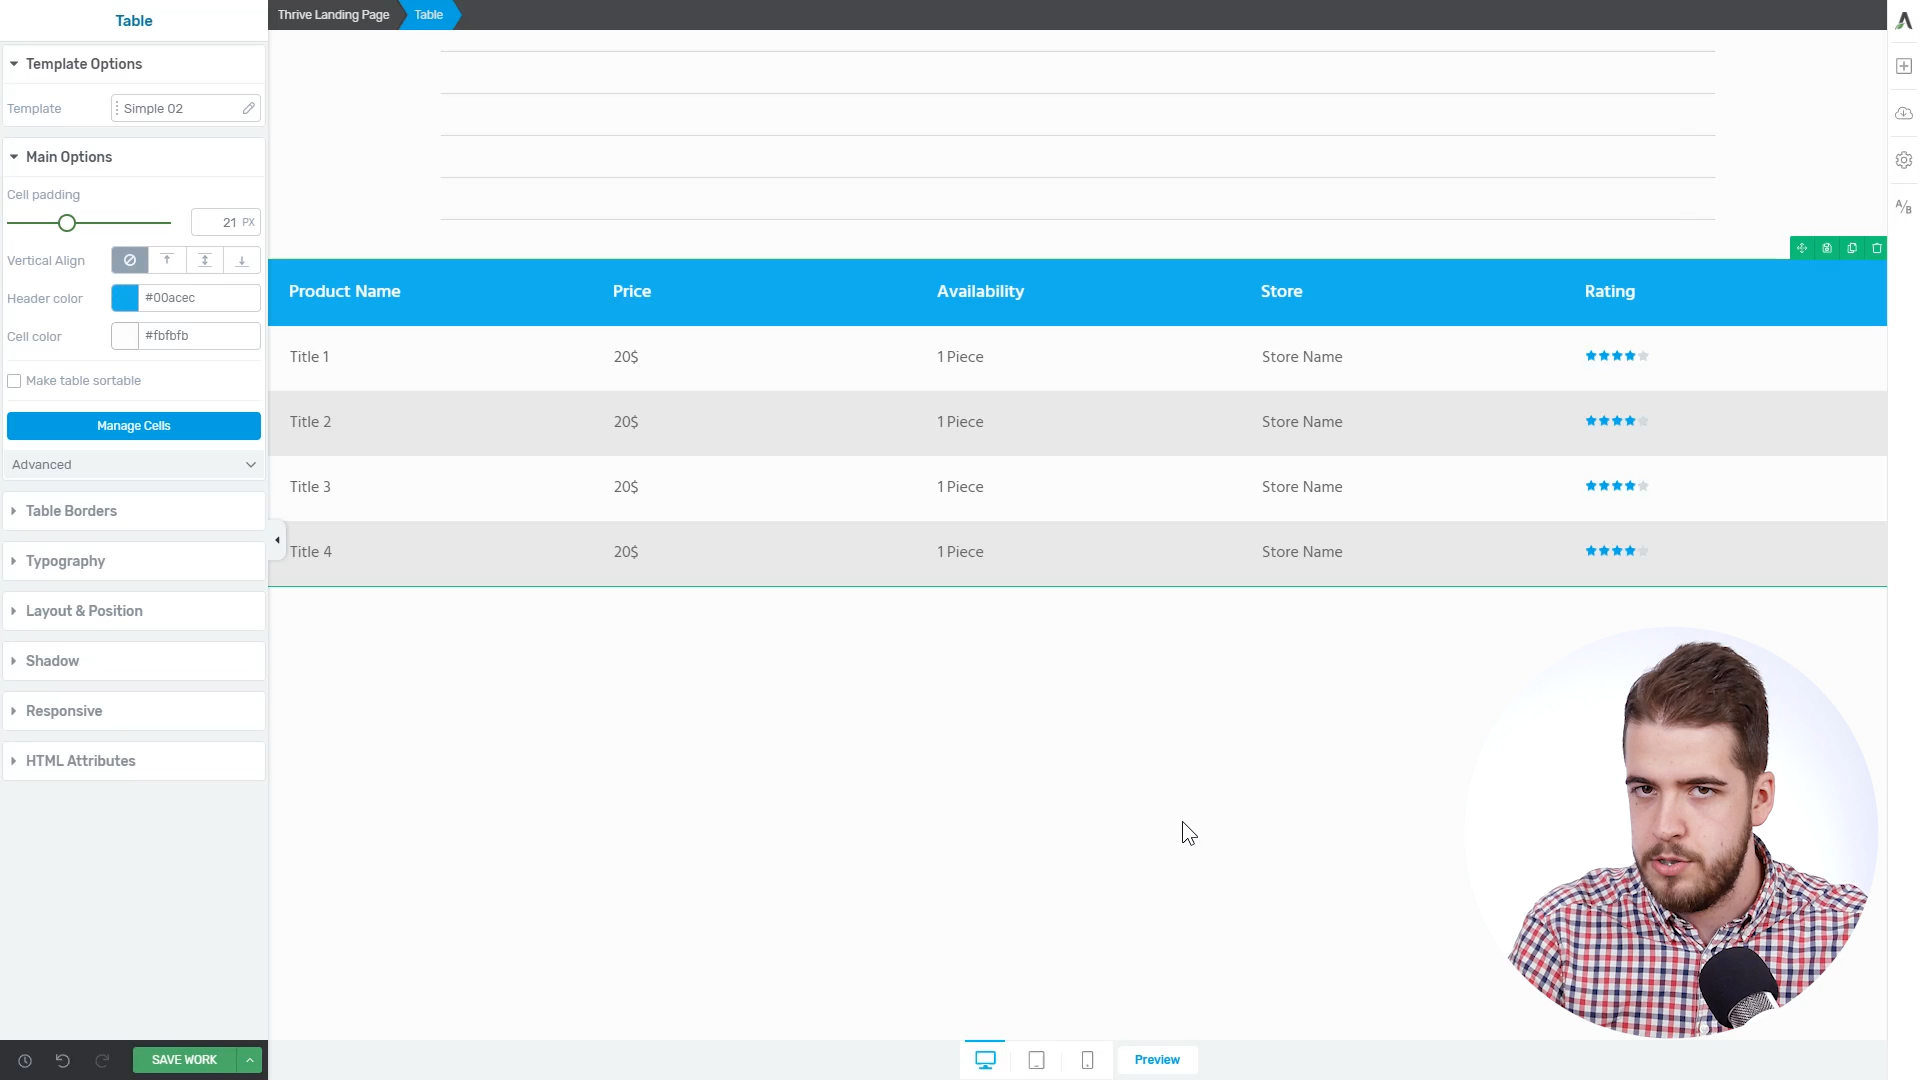 Table
Thrive Landing Page
Table
Template Options
Template
Simple 02
Main Options
Cell padding
21 PX
Vertical Align
Header color
#00acec
Cell color
#fbfbfb
Make table sortable
Manage Cells
Advanced
Table Borders
Typography
Layout & Position
Shadow
Responsive
HTML Attributes
SAVE WORK
Product Name Price Availability Store Rating
Title 1 20$ 1 Piece Store Name
Title 2 20$ 1 Piece Store Name
Title 3 20$ 1 Piece Store Name
Title 4 20$ 1 Piece Store Name
Preview
A/B